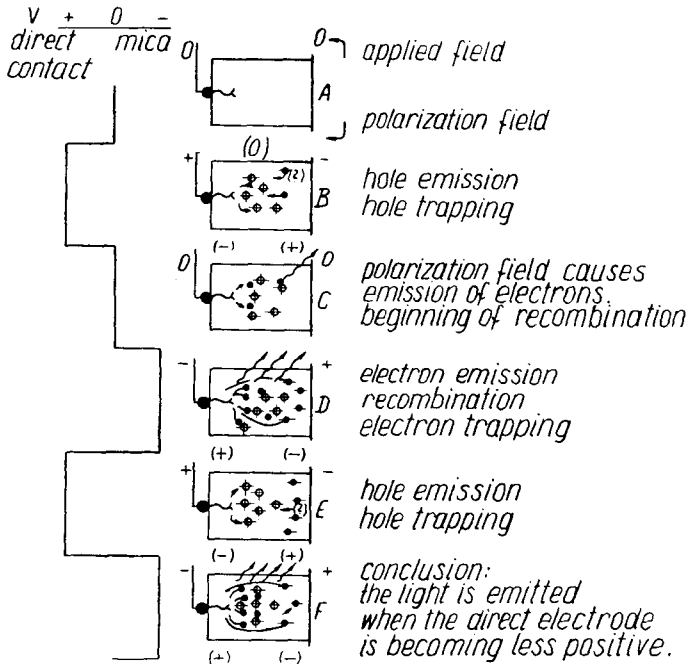 V + 0 -
direct mica
contact
0 0 applied field
A
polarization field
(0)
+ - hole emission
(2)
B hole trapping
(-) (+)
0 0 polarization field causes
C emission of electrons.
beginning of recombination
- + electron emission
D recombination
electron trapping
(+) (-)
+ - hole emission
(2) E
hole trapping
(-) (+)
- + conclusion:
the light is emitted
F when the direct electrode
is becoming less positive.
(+) (-)